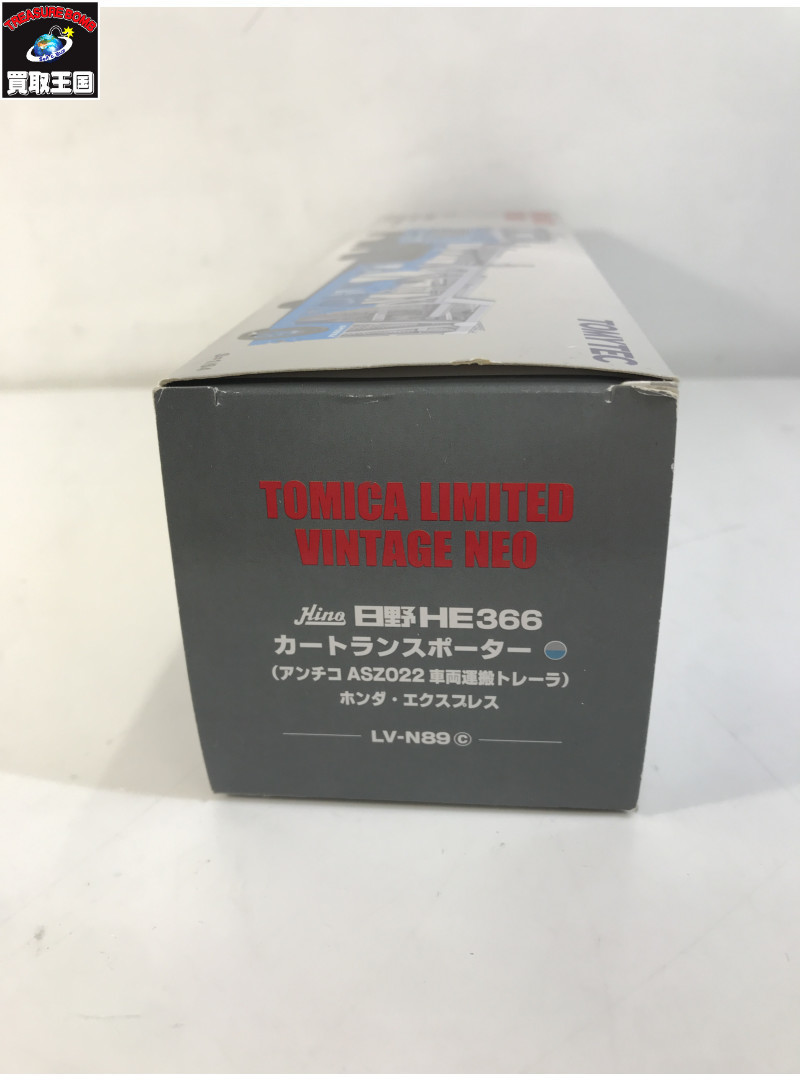 TREASURE BOMB
買取王国
TOMYTEC
TOMICA LIMITED
VINTAGE NEO
Hino 日野HE366
カートランスポーター
(アンチコ ASZ022 車両運搬トレーラ)
ホンダ・エクスプレス
LV-N89 ©